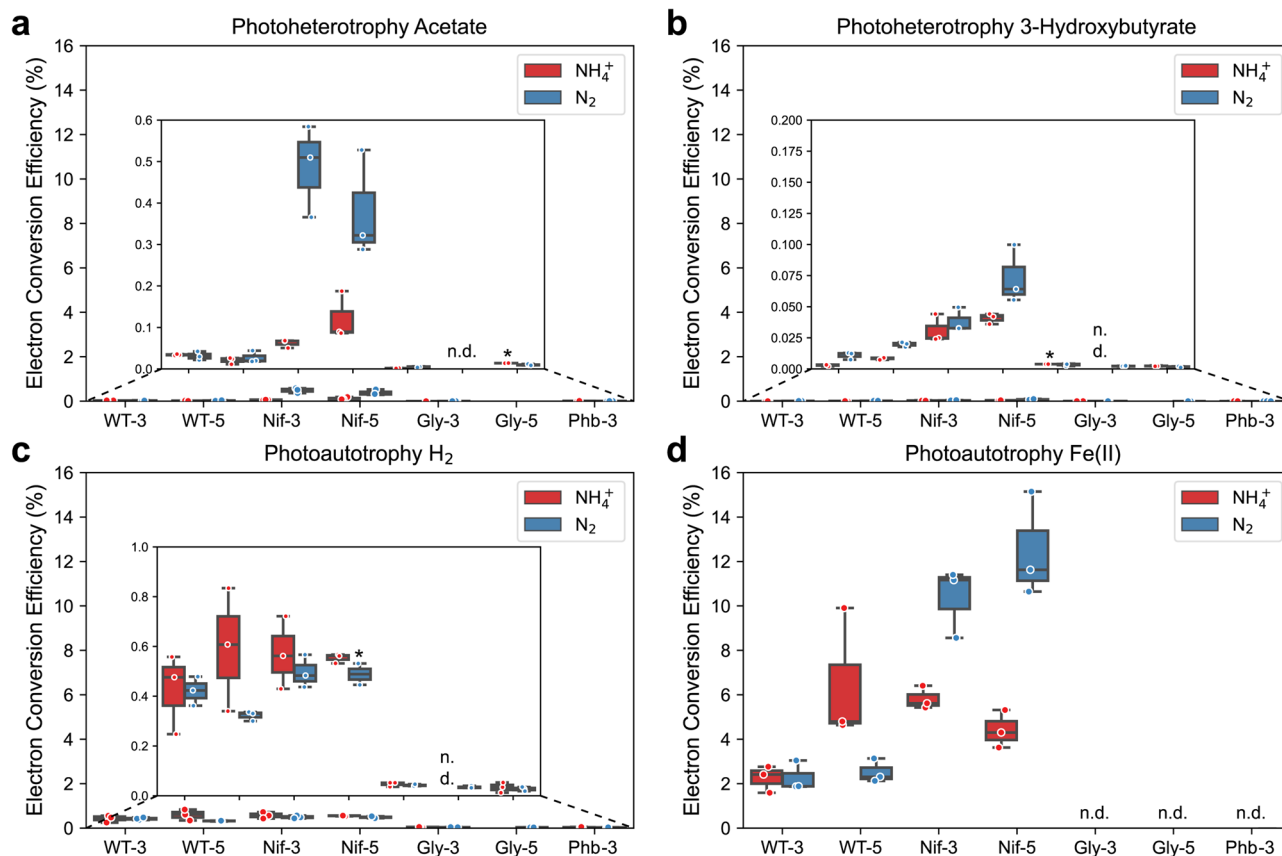 a
Photoheterotrophy Acetate
Electron Conversion Efficiency (%)
16
14
12
10
8
6
4
2
0
NH₄⁺
N₂
0.6
0.5
0.4
0.3
0.2
0.1
0.0
n.d.
*
WT-3 WT-5 Nif-3 Nif-5 Gly-3 Gly-5 Phb-3
b
Photoheterotrophy 3-Hydroxybutyrate
Electron Conversion Efficiency (%)
16
14
12
10
8
6
4
2
0
NH₄⁺
N₂
0.200
0.175
0.150
0.125
0.100
0.075
0.050
0.025
0.000
*
n.
d.
WT-3 WT-5 Nif-3 Nif-5 Gly-3 Gly-5 Phb-3
c
Photoautotrophy H₂
Electron Conversion Efficiency (%)
16
14
12
10
8
6
4
2
0
NH₄⁺
N₂
1.0
0.8
0.6
0.4
0.2
0.0
*
n.
d.
WT-3 WT-5 Nif-3 Nif-5 Gly-3 Gly-5 Phb-3
d
Photoautotrophy Fe(II)
Electron Conversion Efficiency (%)
16
14
12
10
8
6
4
2
0
NH₄⁺
N₂
n.d. n.d. n.d.
WT-3 WT-5 Nif-3 Nif-5 Gly-3 Gly-5 Phb-3